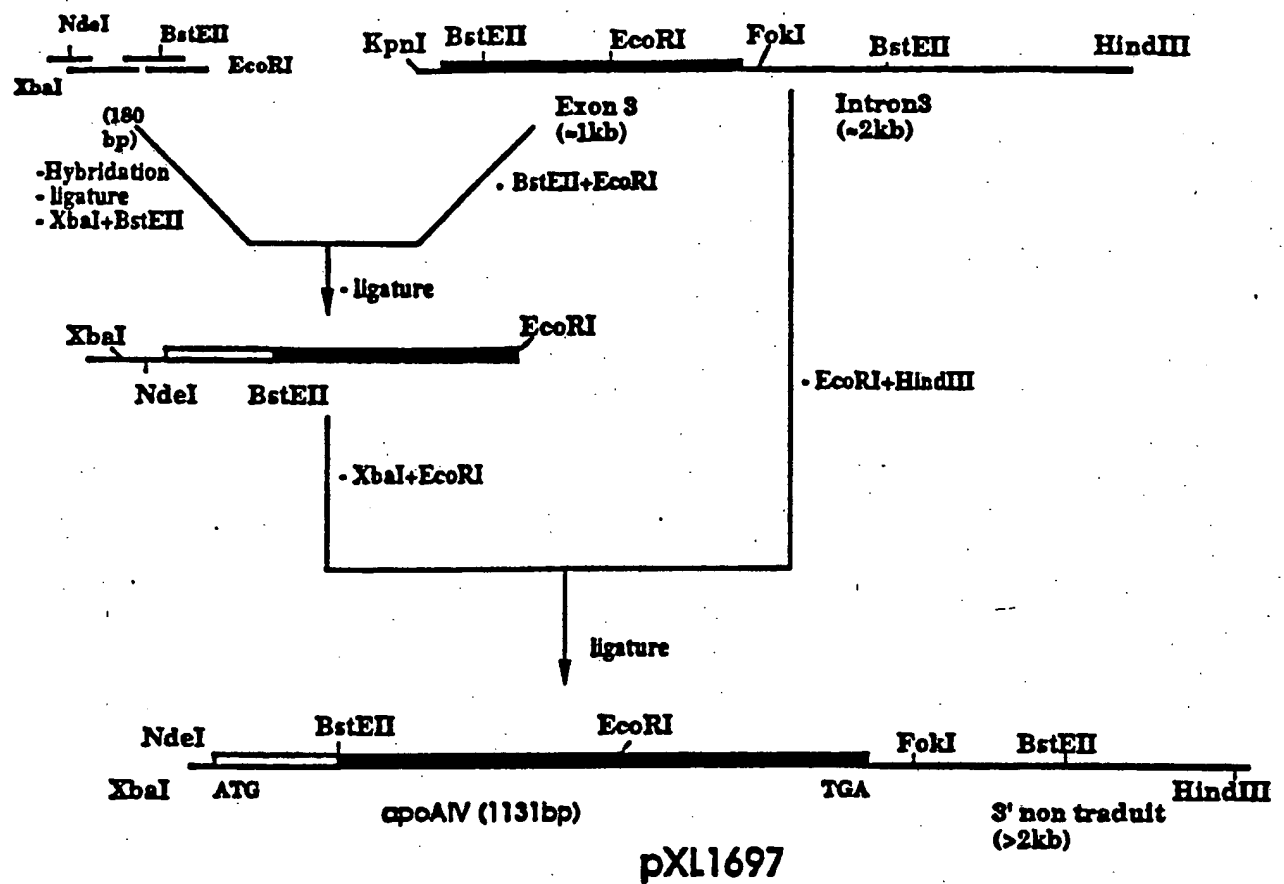 NdeI
BstEII
EcoRI
XbaI
KpnI
BstEII
EcoRI
FokI
BstEII
HindIII
(180
bp)
Exon 3
(≈1kb)
Intron3
(≈2kb)
-Hybridation
- ligature
- XbaI+BstEII
- BstEII+EcoRI
- ligature
XbaI
EcoRI
NdeI
BstEII
- EcoRI+HindIII
- XbaI+EcoRI
ligature
NdeI
BstEII
EcoRI
FokI
BstEII
XbaI
ATG
TGA
HindIII
apoAIV (1131bp)
3' non traduit
(>2kb)
pXL1697